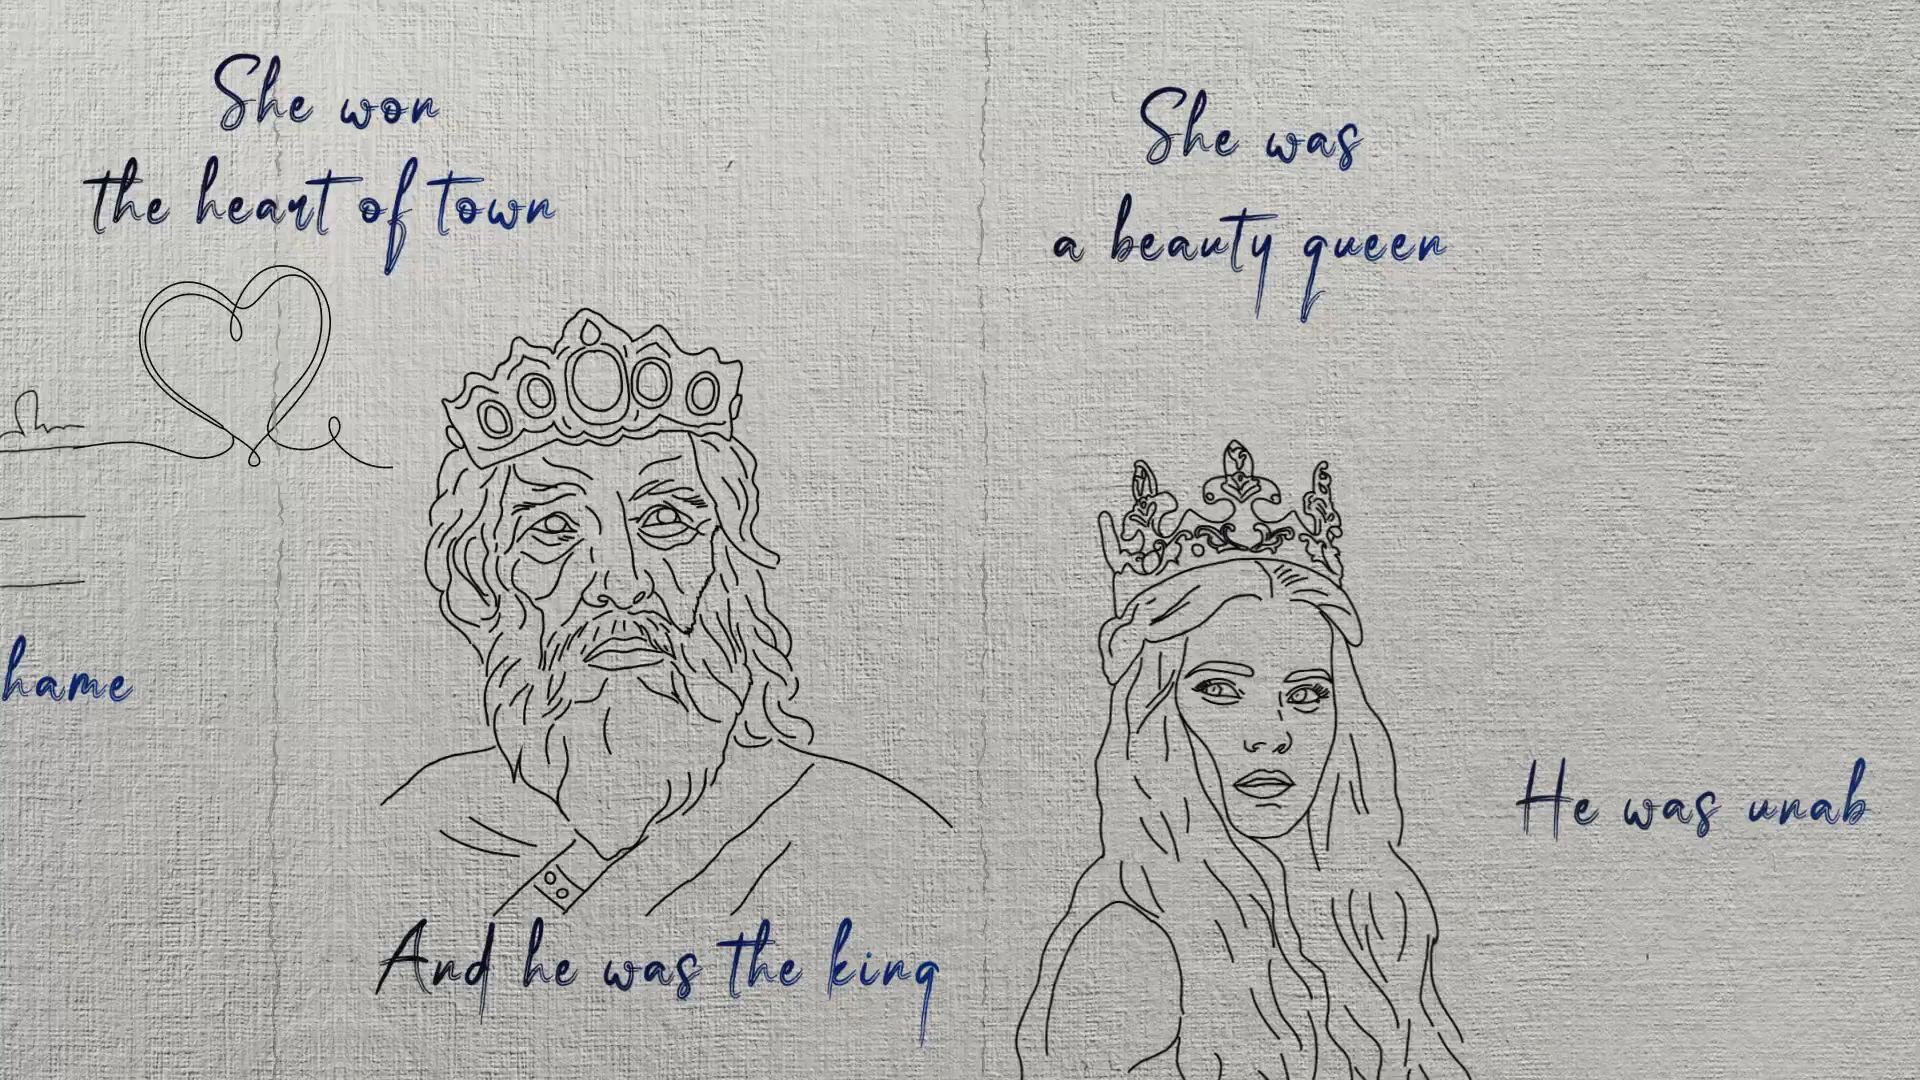 She won
the heart of town
hame
And he was the king
She was
a beauty queen
He was unab